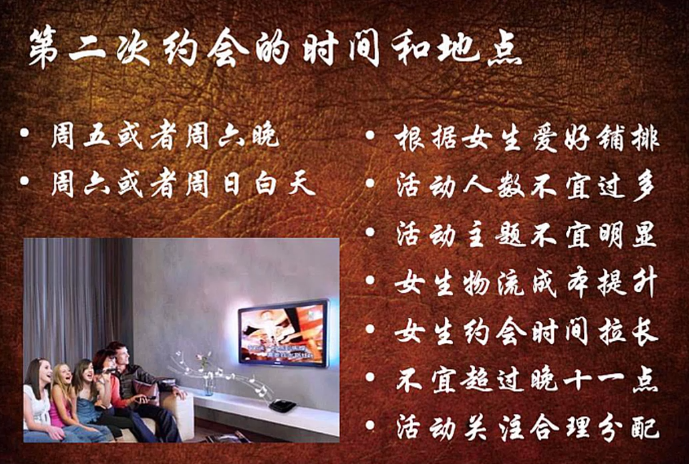 第二次约会的时间和地点
• 周五或者周六晚
• 周六或者周日白天
• 根据女生爱好铺排
• 活动人数不宜过多
• 活动主题不宜明显
• 女生物流成本提升
• 女生约会时间拉长
• 不宜超过晚十一点
• 活动关注合理分配